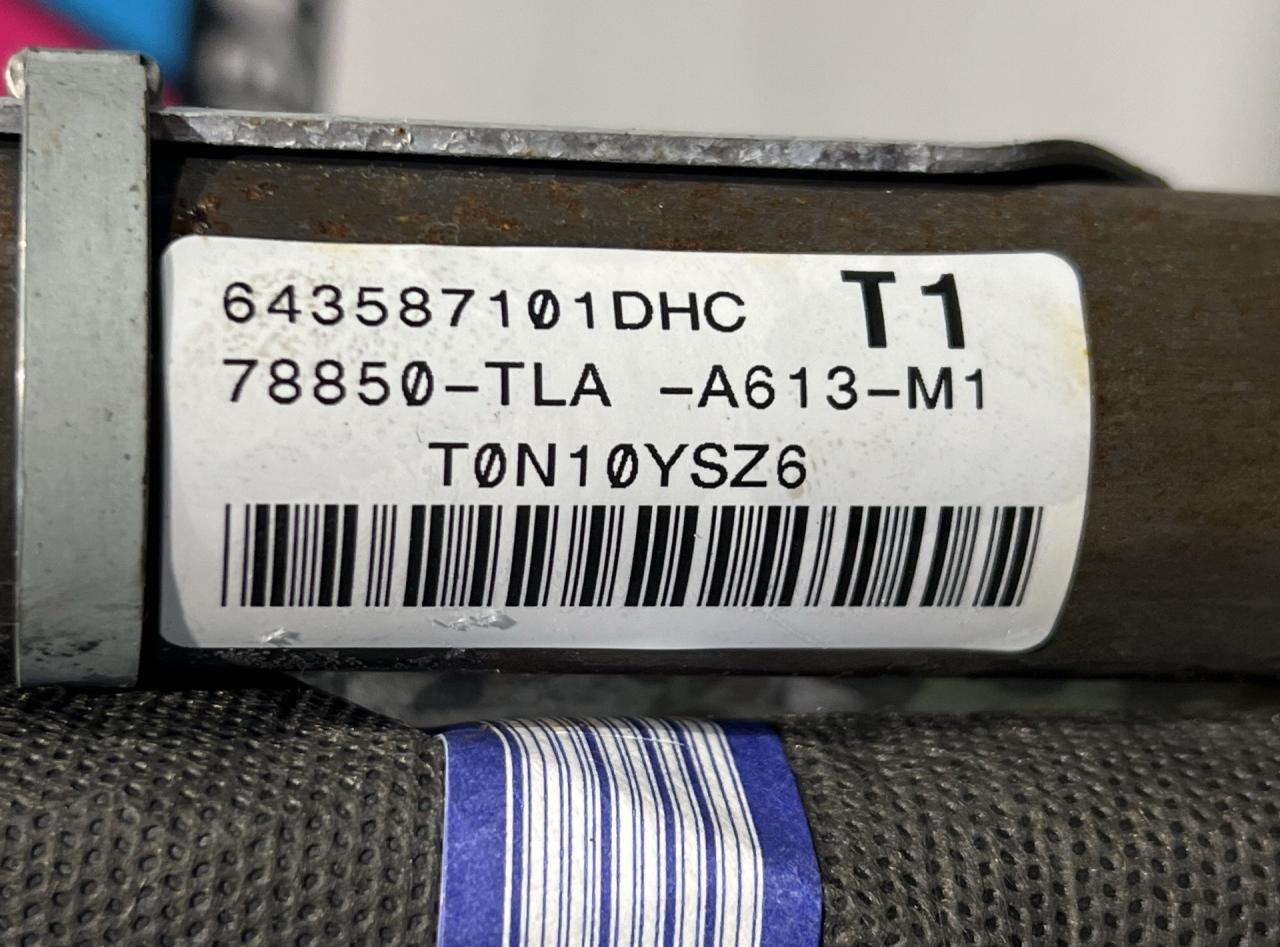 643587101DHC T1
78850-TLA -A613-M1
T0N10YSZ6